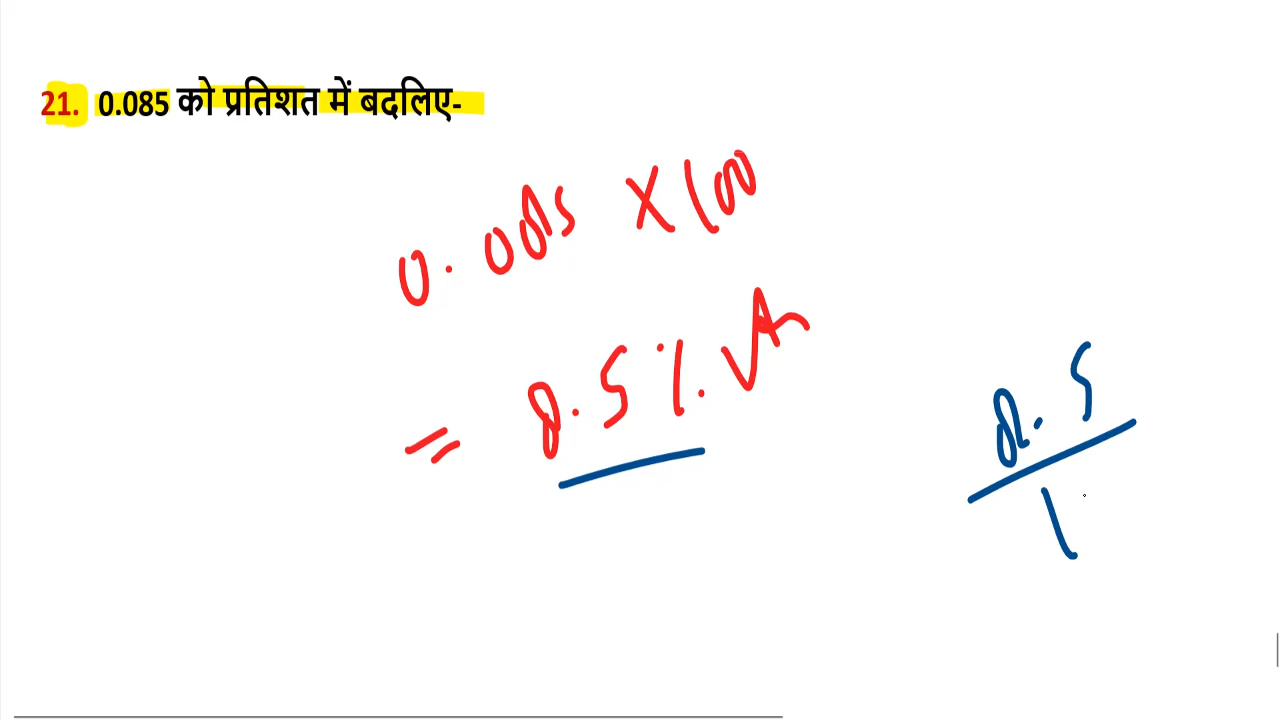 21. 0.085 को प्रतिशत में बदलिए-
0.085 X 100
= 8.5 %.
8.5
1